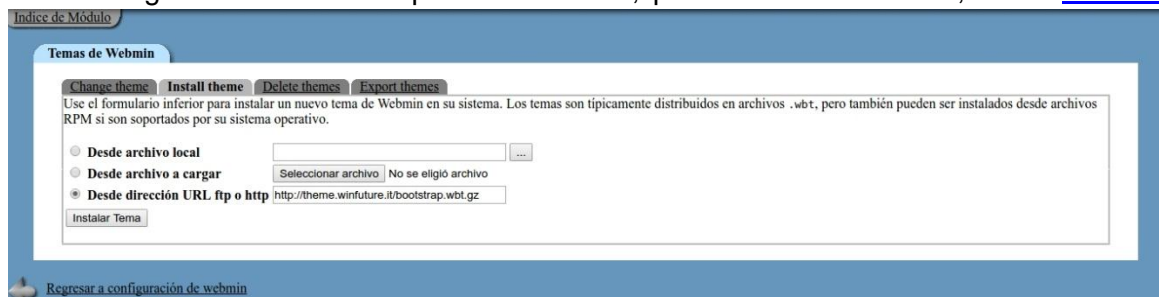 Indice de Módulo
Temas de Webmin
Change theme Install theme Delete themes Export themes
Use el formulario inferior para instalar un nuevo tema de Webmin en su sistema. Los temas son típicamente distribuidos en archivos .wbt, pero también pueden ser instalados desde archivos
RPM si son soportados por su sistema operativo.
Desde archivo local ...
Desde archivo a cargar Seleccionar archivo No se eligió archivo
Desde dirección URL ftp o http http://theme.winfuture.it/bootstrap.wbt.gz
Instalar Tema
Regresar a configuración de webmin